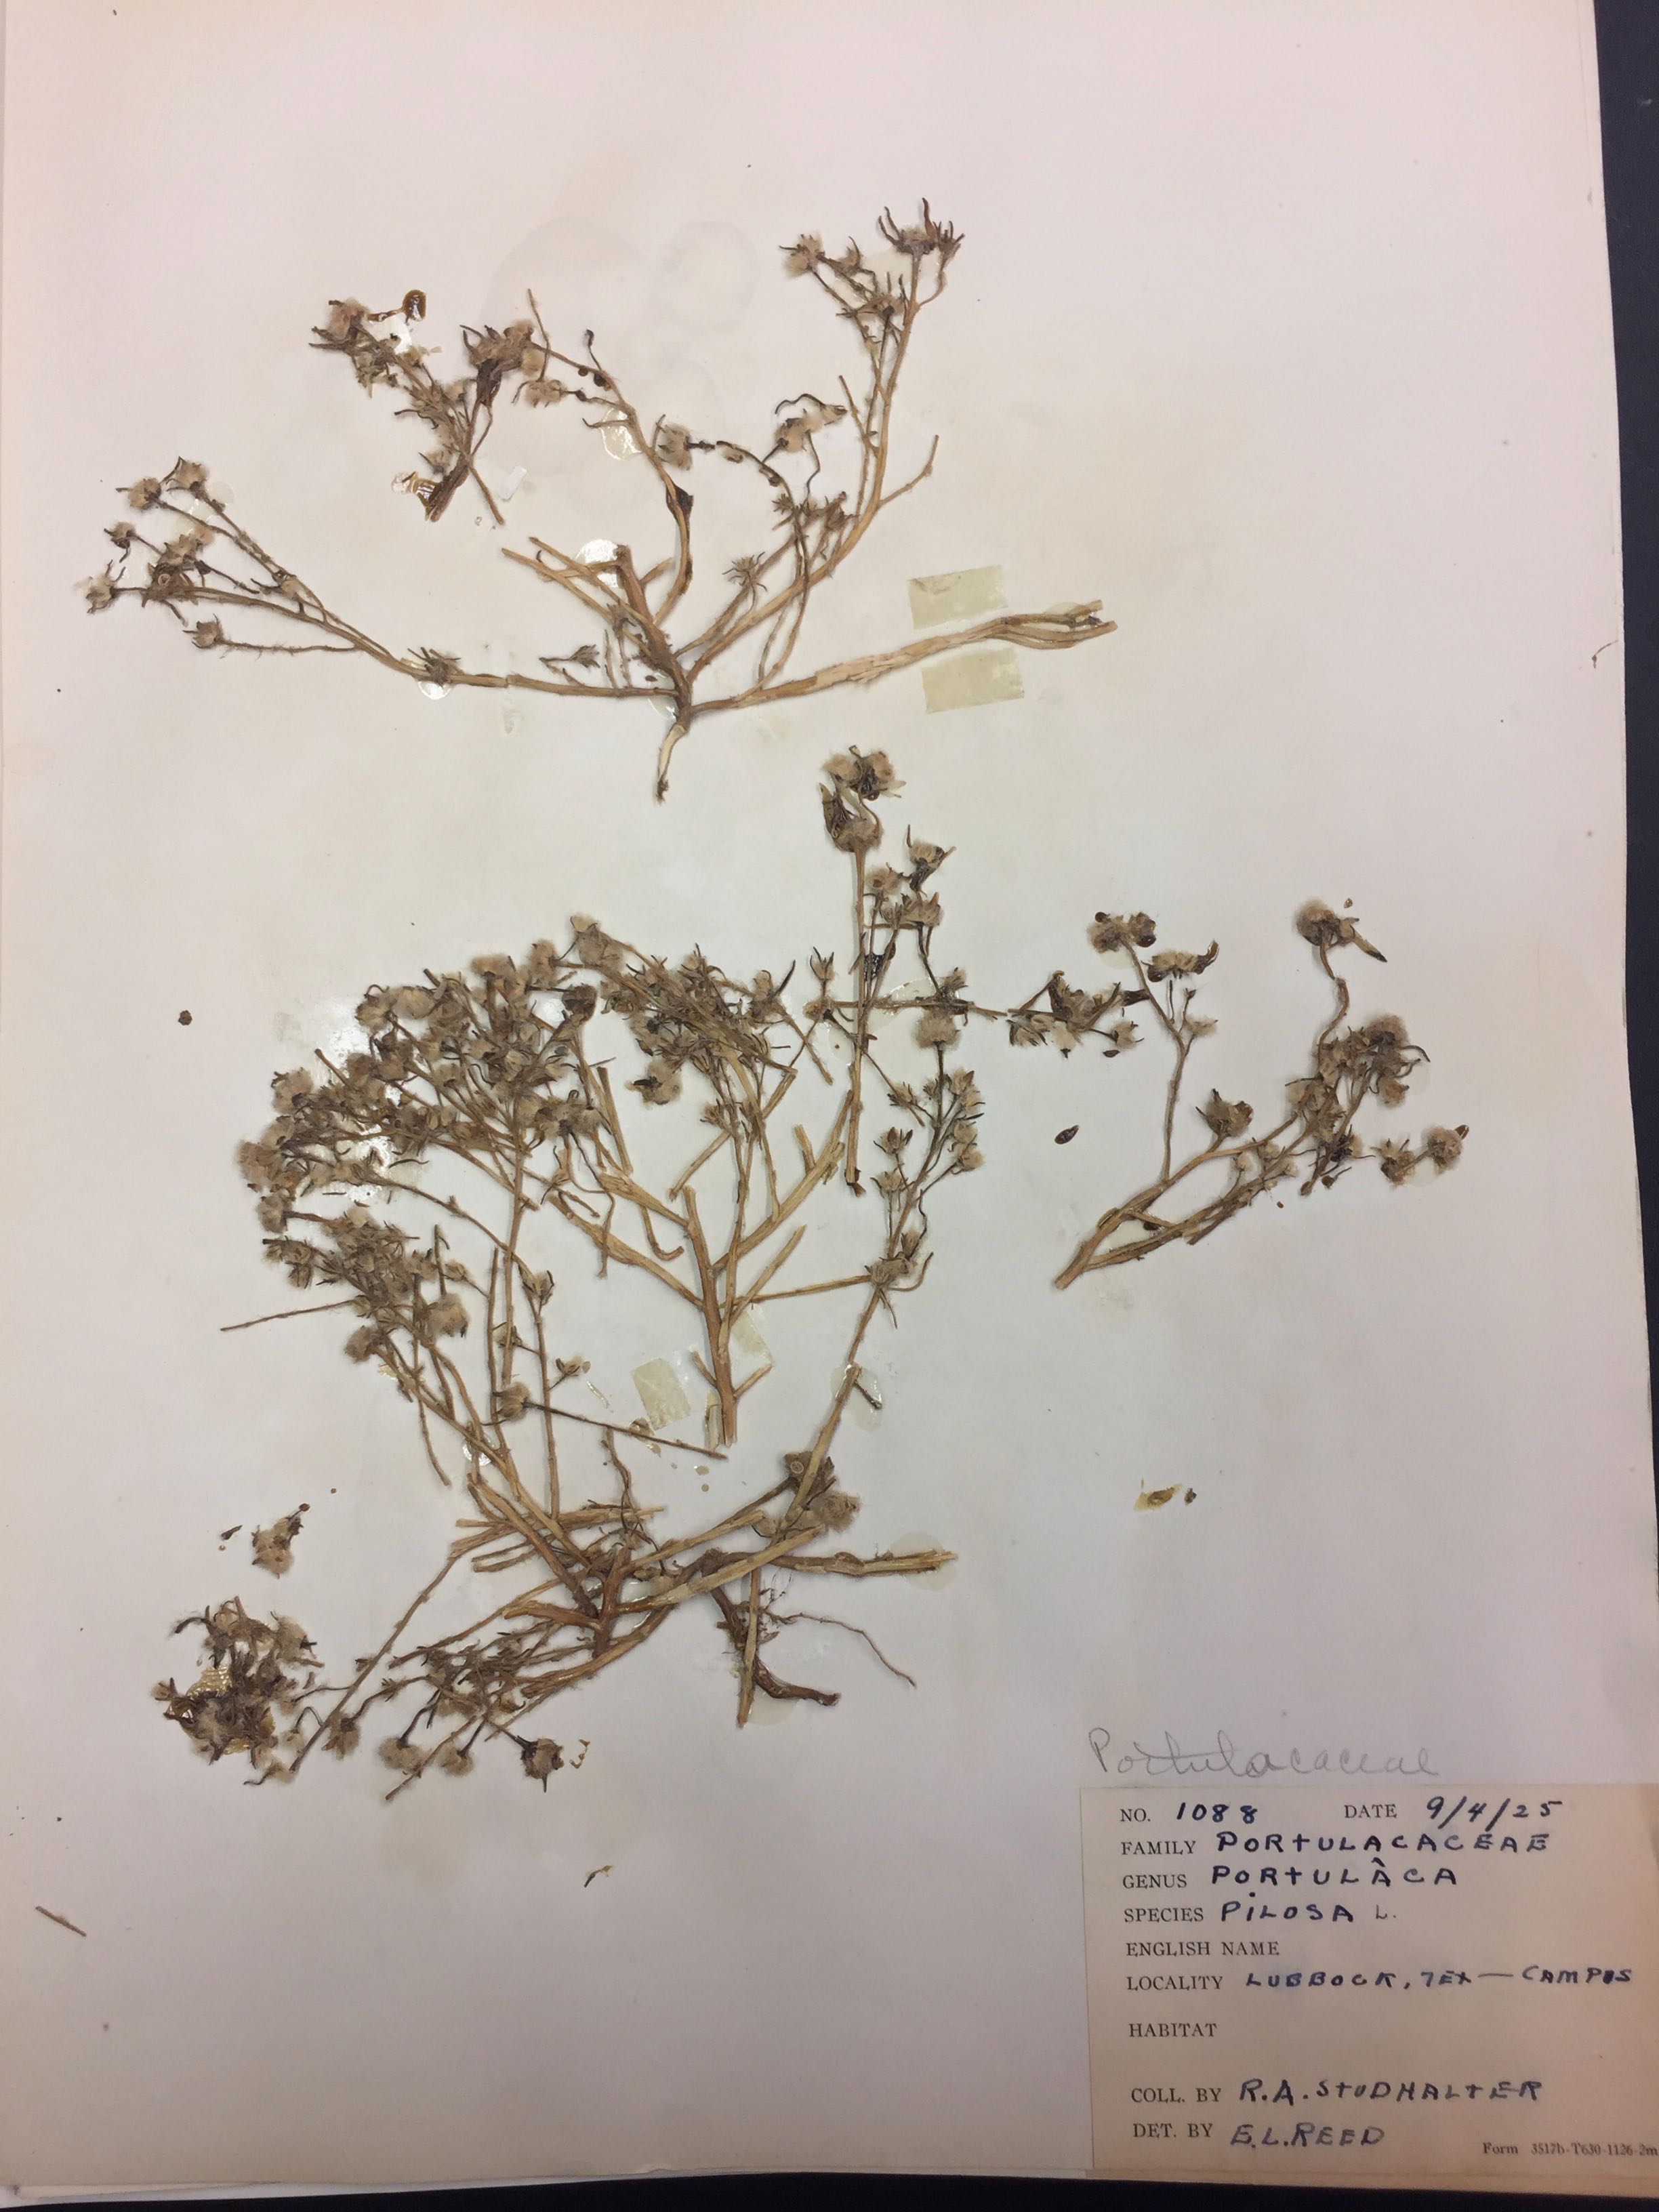 Portulacaceae
NO. 1088 DATE 9/4/25
FAMILY PORTULACACEAE
GENUS PORTULÂCA
SPECIES PILOSA L.
ENGLISH NAME
LOCALITY LUBBOCK, TEX — CAMPUS
HABITAT
COLL. BY R.A. STUDHALTER
DET. BY E.L. REED
Form 3517b-T630-1126-2m